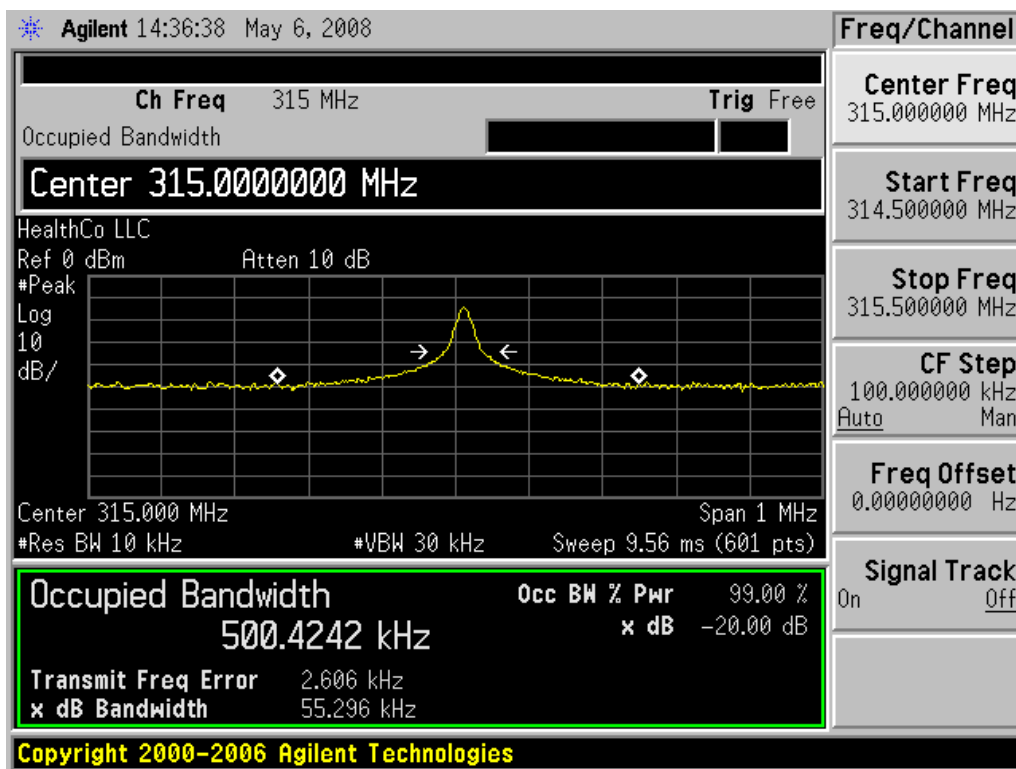 Agilent 14:36:38 May 6, 2008
Freq/Channel
Ch Freq 315 MHz Trig Free
Occupied Bandwidth
Center 315.0000000 MHz
HealthCo LLC
Ref 0 dBm Atten 10 dB
#Peak
Log
10
dB/
Center 315.000 MHz Span 1 MHz
#Res BW 10 kHz #VBW 30 kHz Sweep 9.56 ms (601 pts)
Occupied Bandwidth
500.4242 kHz
Occ BW % Pwr 99.00 %
x dB -20.00 dB
Transmit Freq Error 2.606 kHz
x dB Bandwidth 55.296 kHz
Center Freq
315.000000 MHz
Start Freq
314.500000 MHz
Stop Freq
315.500000 MHz
CF Step
100.000000 kHz
Auto Man
Freq Offset
0.00000000 Hz
Signal Track
On Off
Copyright 2000-2006 Agilent Technologies